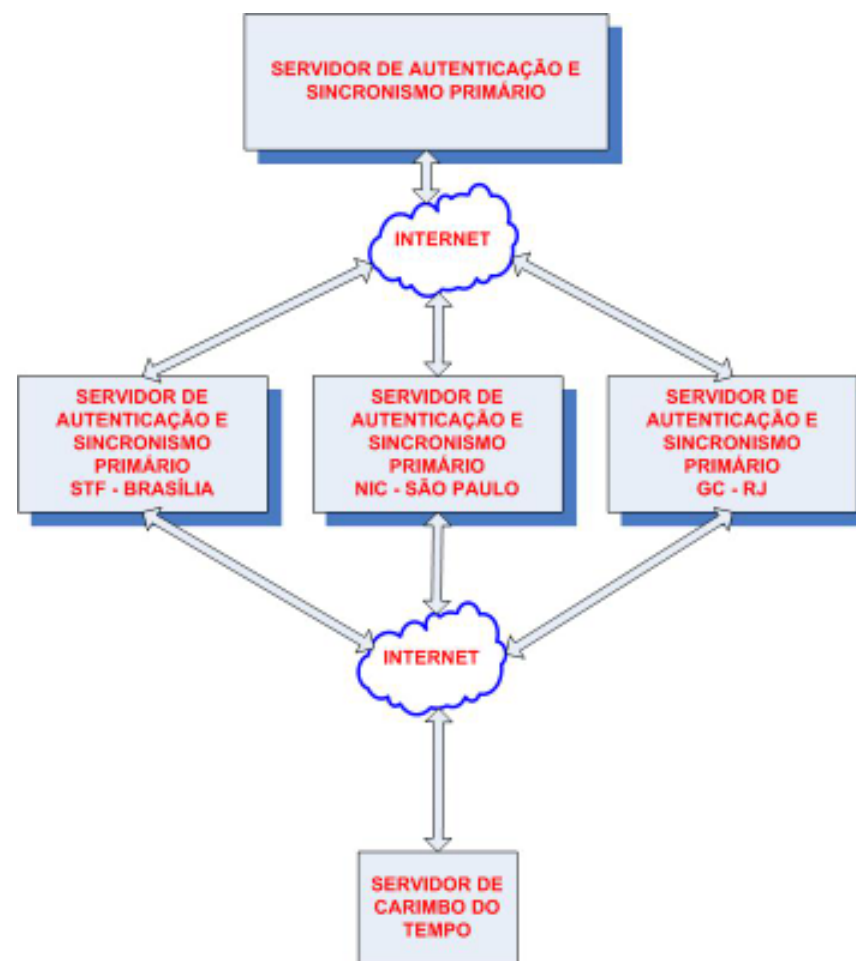 SERVIDOR DE AUTENTICAÇÃO E
SINCRONISMO PRIMÁRIO
INTERNET
SERVIDOR DE
AUTENTICAÇÃO E
SINCRONISMO
PRIMÁRIO
STF - BRASÍLIA
SERVIDOR DE
AUTENTICAÇÃO E
SINCRONISMO
PRIMÁRIO
NIC - SÃO PAULO
SERVIDOR DE
AUTENTICAÇÃO E
SINCRONISMO
PRIMÁRIO
GC - RJ
INTERNET
SERVIDOR DE
CARIMBO DO
TEMPO